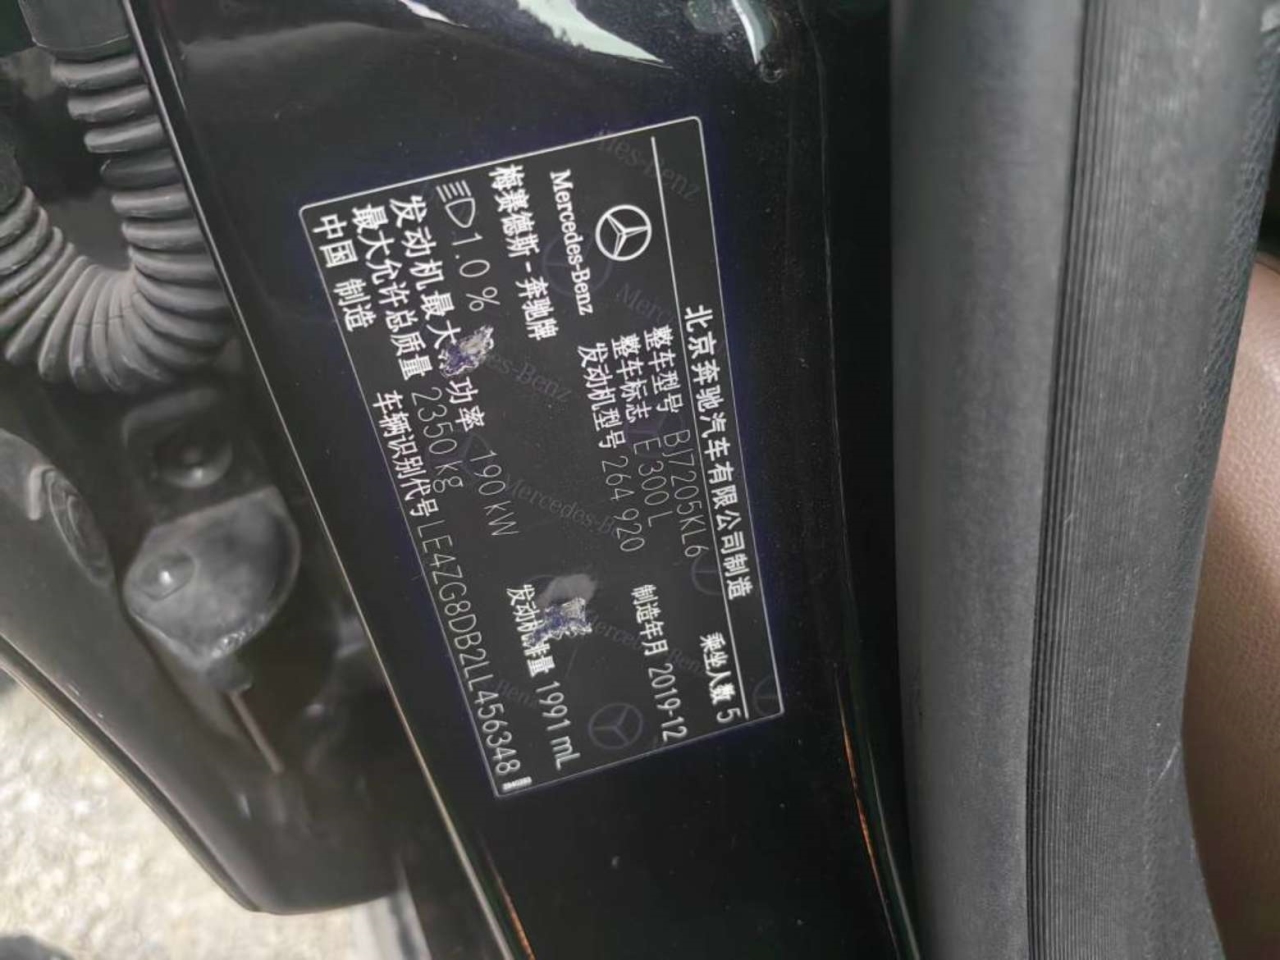 北京奔驰汽车有限公司制造
Mercedes-Benz
梅赛德斯-奔驰牌
整车型号 BJ7205KL6
乘坐人数 5
整车标志 E 300 L
发动机型号 264 920
制造年月 2019-12
1.0 %
发动机最大功率 190 kW
发动机排量 1991 mL
最大允许总质量 2350 kg
中国 制造
车辆识别代号 LE4ZG8DB2LL456348